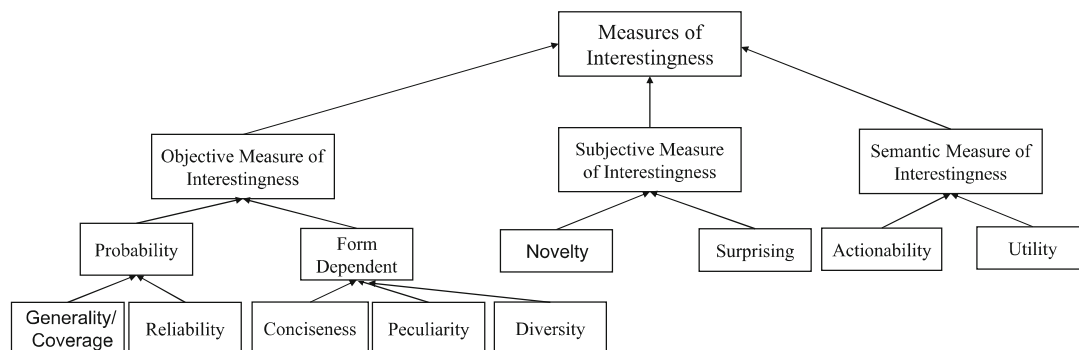 Measures of
Interestingness
Objective Measure of
Interestingness
Subjective Measure
of Interestingness
Semantic Measure of
Interestingness
Probability
Form
Dependent
Novelty
Surprising
Actionability
Utility
Generality/
Coverage
Reliability
Conciseness
Peculiarity
Diversity